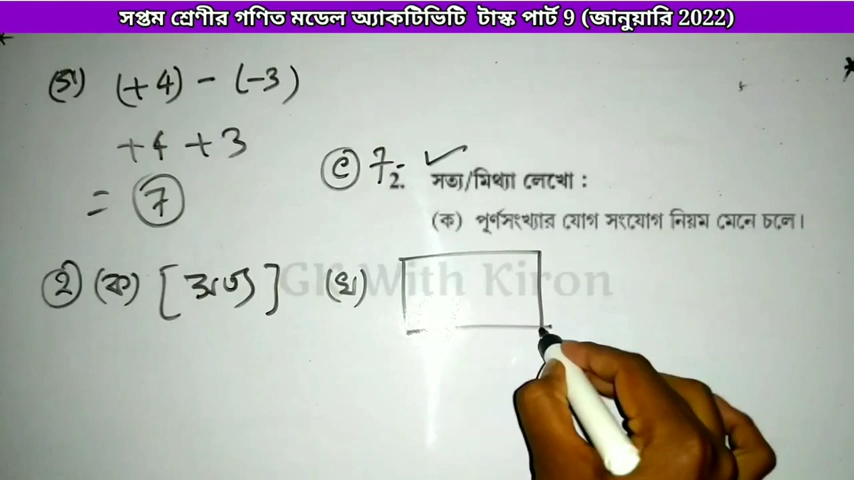 সপ্তম শ্রেণীর গণিত মডেল অ্যাকটিভিটি টাস্ক পার্ট 9 (জানুয়ারি 2022)
(+4) - (-3)
+4 +3
= 7
c 7 ✓
2. সত্য/মিথ্যা লেখো :
(ক) পূর্ণসংখ্যার যোগ সংযোগ নিয়ম মেনে চলে।
২ (ক) [সত্য] (খ)
GK With Kiron